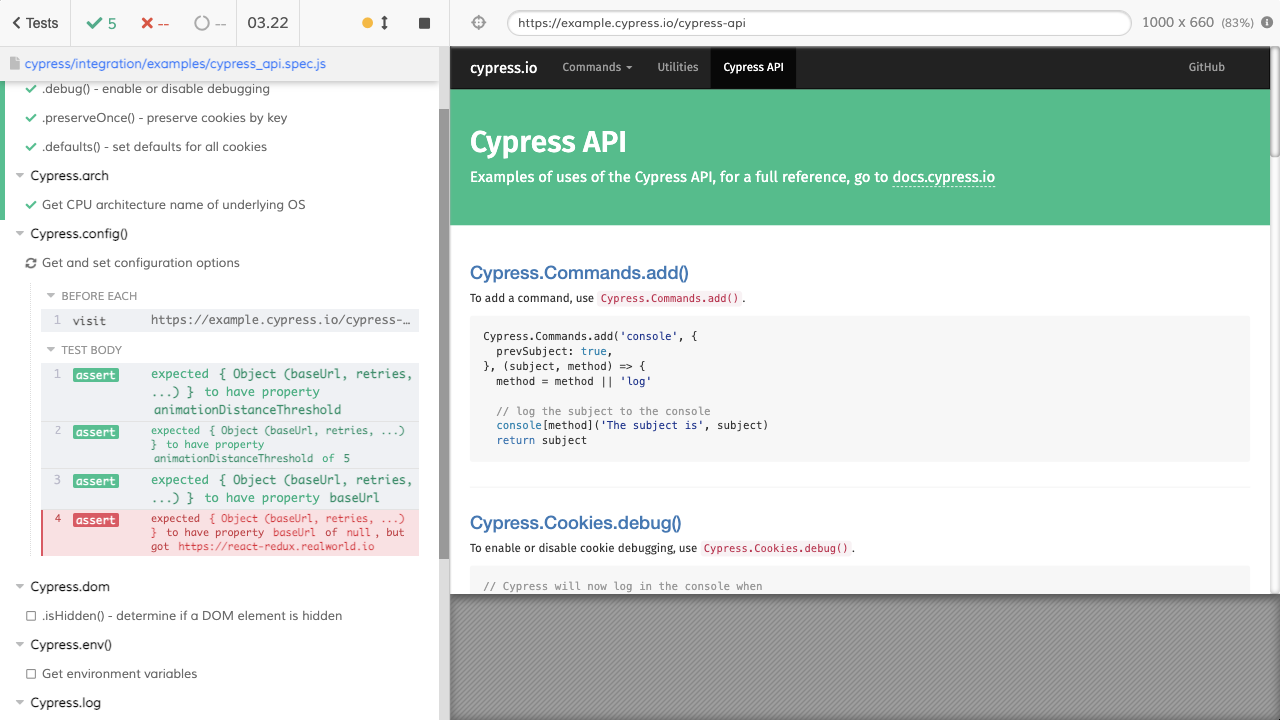 Tests
5
--
--
03.22
https://example.cypress.io/cypress-api
1000 x 660 (83%)
cypress/integration/examples/cypress_api.spec.js
.debug() - enable or disable debugging
.preserveOnce() - preserve cookies by key
.defaults() - set defaults for all cookies
Cypress.arch
Get CPU architecture name of underlying OS
Cypress.config()
Get and set configuration options
BEFORE EACH
1 visit https://example.cypress.io/cypress-…
TEST BODY
1 assert expected { Object (baseUrl, retries,
...) } to have property
animationDistanceThreshold
2 assert expected { Object (baseUrl, retries, ...)
} to have property
animationDistanceThreshold of 5
3 assert expected { Object (baseUrl, retries,
...) } to have property baseUrl
4 assert expected { Object (baseUrl, retries, ...)
} to have property baseUrl of null, but
got https://react-redux.realworld.io
Cypress.dom
.isHidden() - determine if a DOM element is hidden
Cypress.env()
Get environment variables
Cypress.log
cypress.io
Commands
Utilities
Cypress API
GitHub
Cypress API
Examples of uses of the Cypress API, for a full reference, go to docs.cypress.io
Cypress.Commands.add()
To add a command, use Cypress.Commands.add().
Cypress.Commands.add('console', {
prevSubject: true,
}, (subject, method) => {
method = method || 'log'
// log the subject to the console
console[method]('The subject is', subject)
return subject
Cypress.Cookies.debug()
To enable or disable cookie debugging, use Cypress.Cookies.debug().
// Cypress will now log in the console when